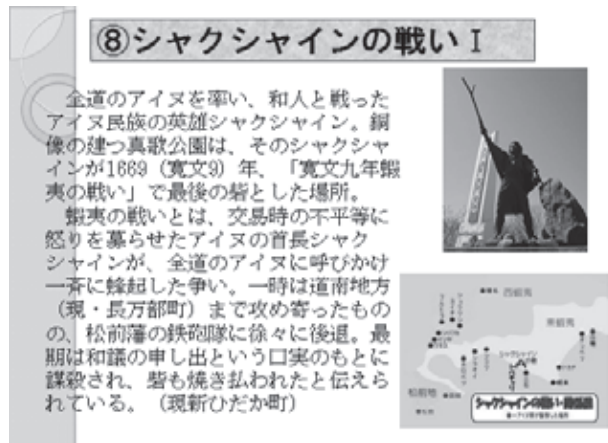 ⑧シャクシャインの戦い I
全道のアイヌを率い、和人と戦った
アイヌ民族の英雄シャクシャイン。銅
像の建つ真歌公園は、そのシャクシャ
インが1669(寛文9)年、「寛文九年蝦
夷の戦い」で最後の砦とした場所。
蝦夷の戦いとは、交易時の不平等に
怒りを募らせたアイヌの首長シャク
シャインが、全道のアイヌに呼びかけ
一斉に蜂起した争い。一時は道南地方
(現・長万部町)まで攻め寄ったもの
の、松前藩の鉄砲隊に徐々に後退。最
期は和議の申し出という口実のもとに
謀殺され、砦も焼き払われたと伝えら
れている。(現新ひだか町)
西蝦夷
東蝦夷
シャクシャイン
松前地
シャクシャインの戦い・関係図